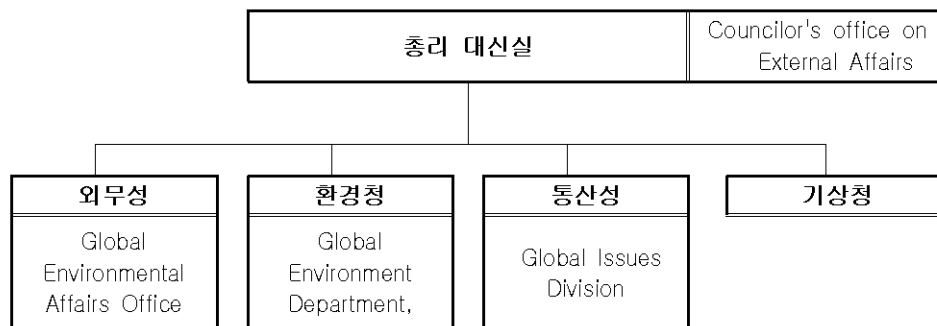 총리 대신실
Councilor's office on
External Affairs
외무성
Global
Environmental
Affairs Office
환경청
Global
Environment
Department,
통산성
Global Issues
Division
기상청